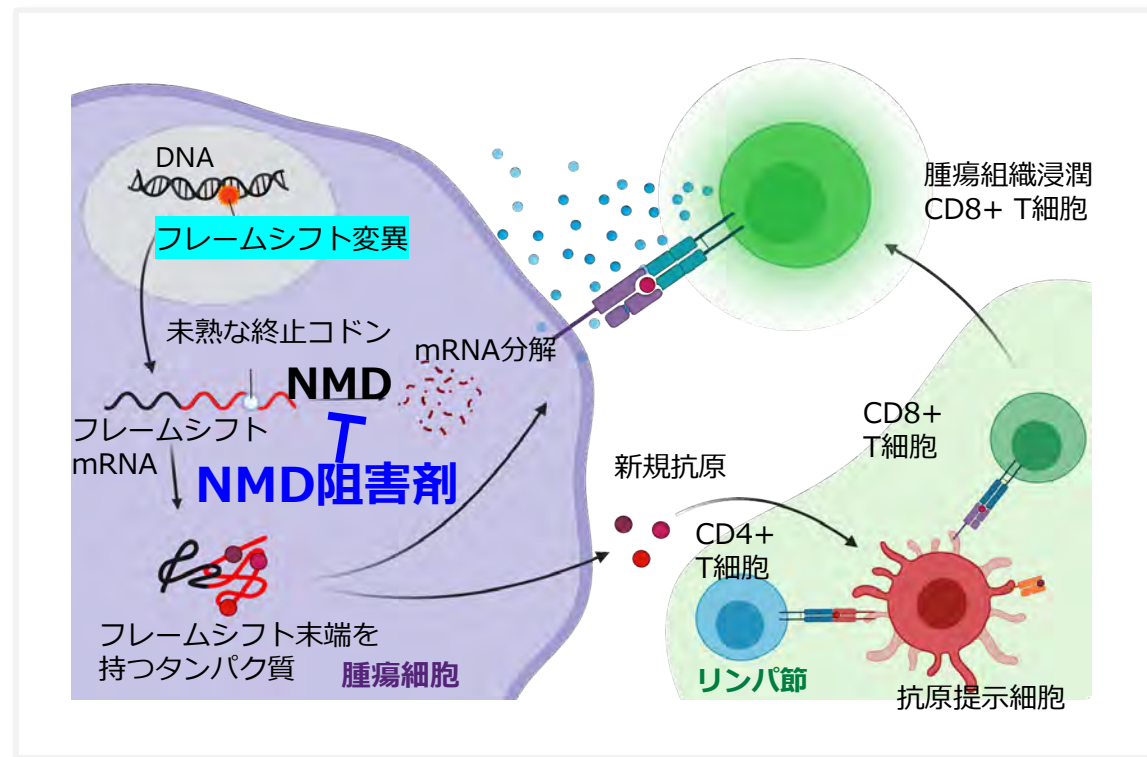 DNA
フレームシフト変異
未熟な終止コドン
NMD
mRNA分解
フレームシフト
mRNA
NMD阻害剤
フレームシフト末端を
持つタンパク質
腫瘍細胞
新規抗原
腫瘍組織浸潤
CD8+ T細胞
CD8+
T細胞
CD4+
T細胞
リンパ節
抗原提示細胞